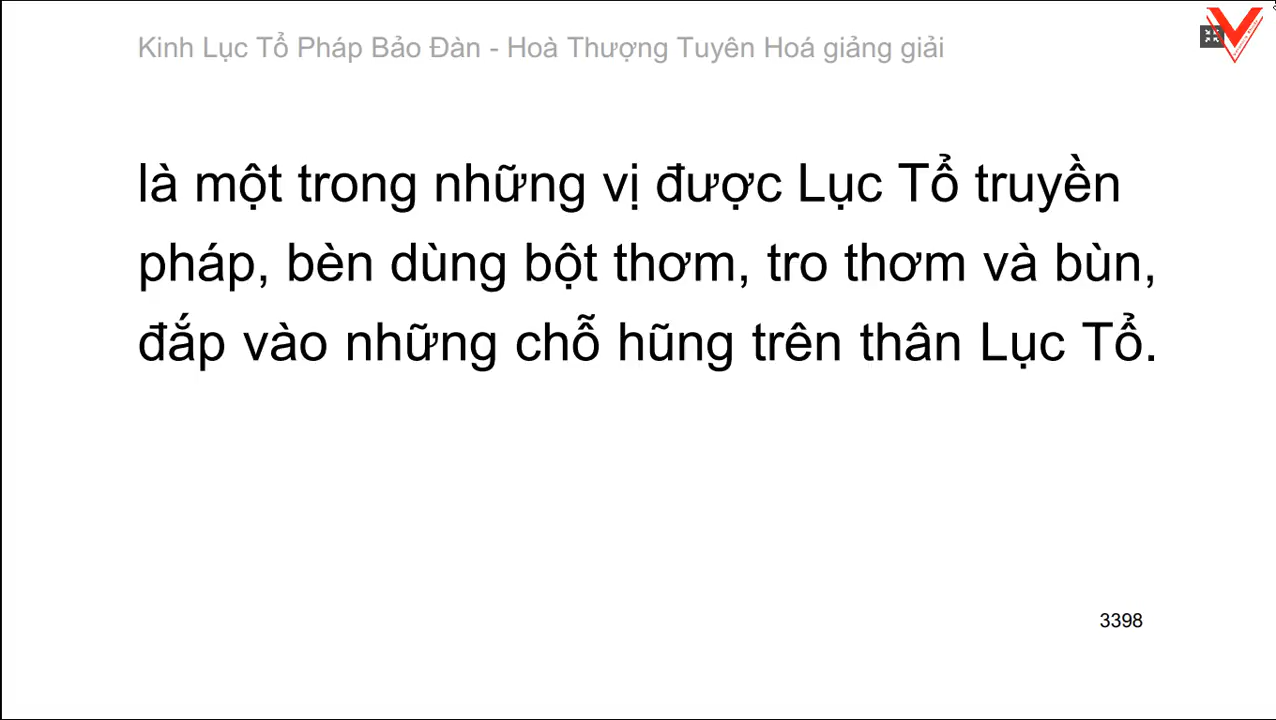 Kinh Lục Tổ Pháp Bảo Đàn - Hoà Thượng Tuyên Hoá giảng giải
là một trong những vị được Lục Tổ truyền
pháp, bèn dùng bột thơm, tro thơm và bùn,
đắp vào những chỗ hũng trên thân Lục Tổ.
3398